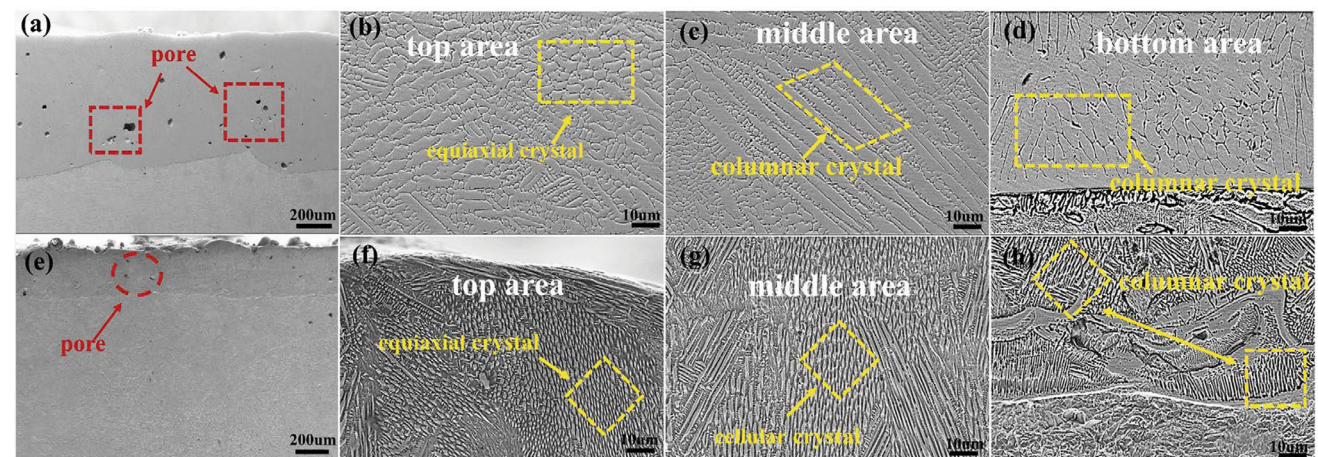 (a)
pore
200um
(b)
top area
equiaxial crystal
10um
(c)
middle area
columnar crystal
10um
(d)
bottom area
columnar crystal
10um
(e)
pore
200um
(f)
top area
equiaxial crystal
10um
(g)
middle area
cellular crystal
10um
(h)
columnar crystal
10um